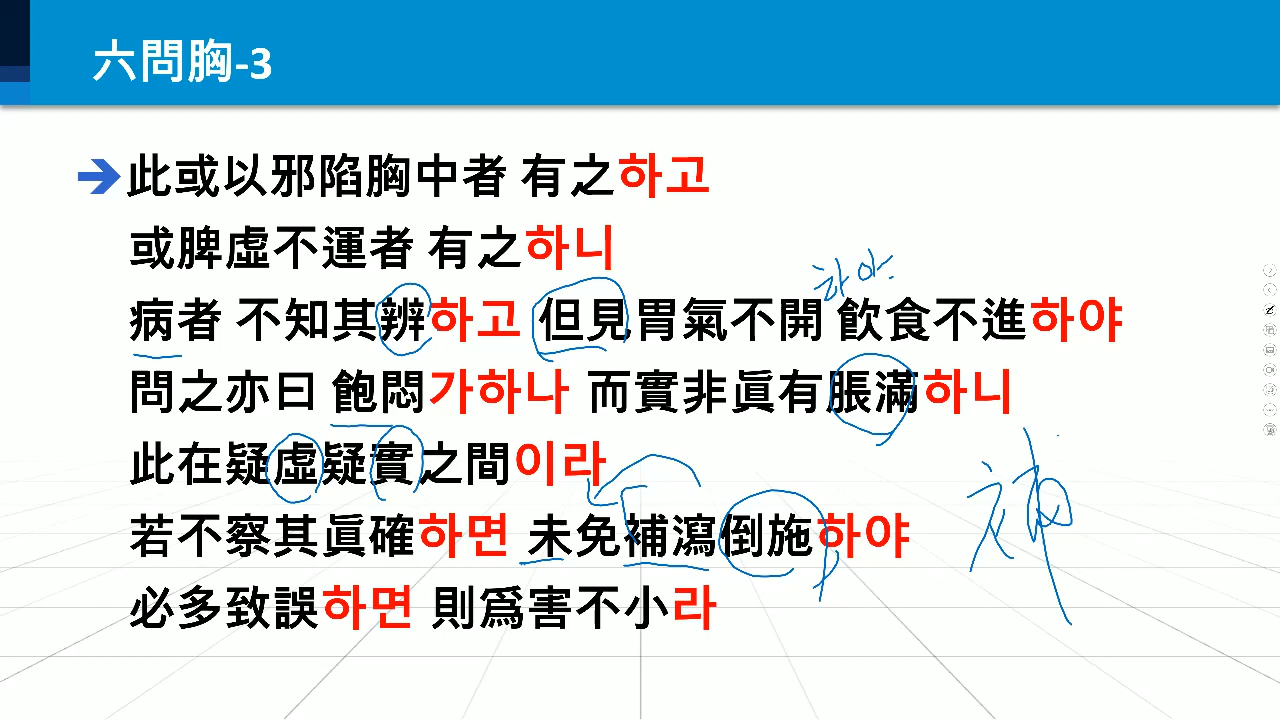 六問胸-3
此或以邪陷胸中者 有之하고
或脾虛不運者 有之하니
하야
病者 不知其辨하고 但見胃氣不開 飮食不進하야
問之亦曰 飽悶가하나 而實非眞有脹滿하니
此在疑虛疑實之間이라
若不察其眞確하면 未免補瀉倒施하야
神
必多致誤하면 則爲害不小라